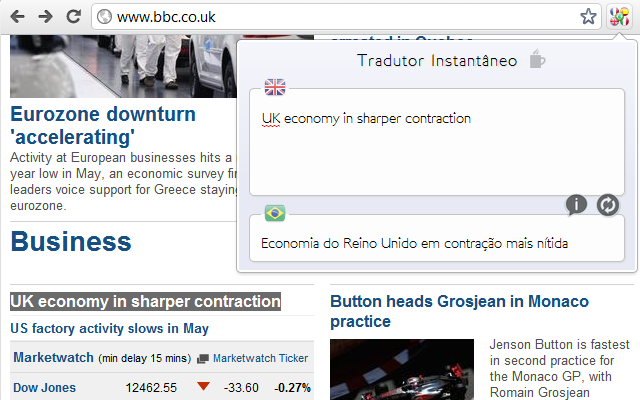 www.bbc.co.uk
arrested in Quebec
Tradutor Instantâneo
UK economy in sharper contraction
Economia do Reino Unido em contração mais nítida
Eurozone downturn
'accelerating'
Activity at European businesses hits a
year low in May, an economic survey
leaders voice support for Greece staying
eurozone.
Business
UK economy in sharper contraction
US factory activity slows in May
Marketwatch (min delay 15 mins) Marketwatch Ticker
Dow Jones 12462.55 -33.60 -0.27%
Button heads Grosjean in Monaco
practice
Jenson Button is fastest
in second practice for
the Monaco GP, with
Romain Grosjean